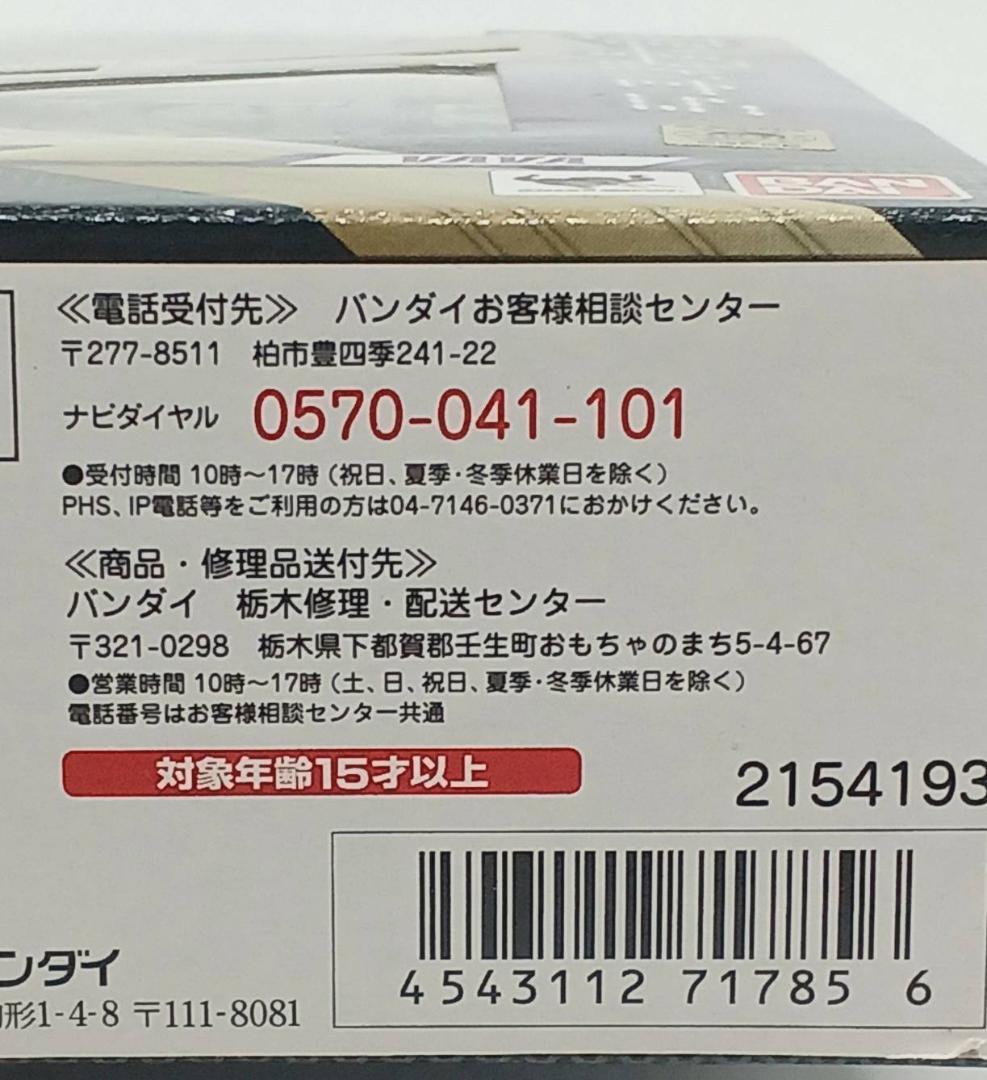 BANDAI
≪電話受付先≫　バンダイお客様相談センター
〒277-8511　柏市豊四季241-22
ナビダイヤル　0570-041-101
●受付時間 10時～17時（祝日、夏季・冬季休業日を除く）
PHS、IP電話等をご利用の方は04-7146-0371におかけください。
≪商品・修理品送付先≫
バンダイ　栃木修理・配送センター
〒321-0298　栃木県下都賀郡壬生町おもちゃのまち5-4-67
●営業時間 10時～17時（土、日、祝日、夏季・冬季休業日を除く）
電話番号はお客様相談センター共通
対象年齢15才以上
2154193
4 543112 717856
ンダイ
形1-4-8 〒111-8081